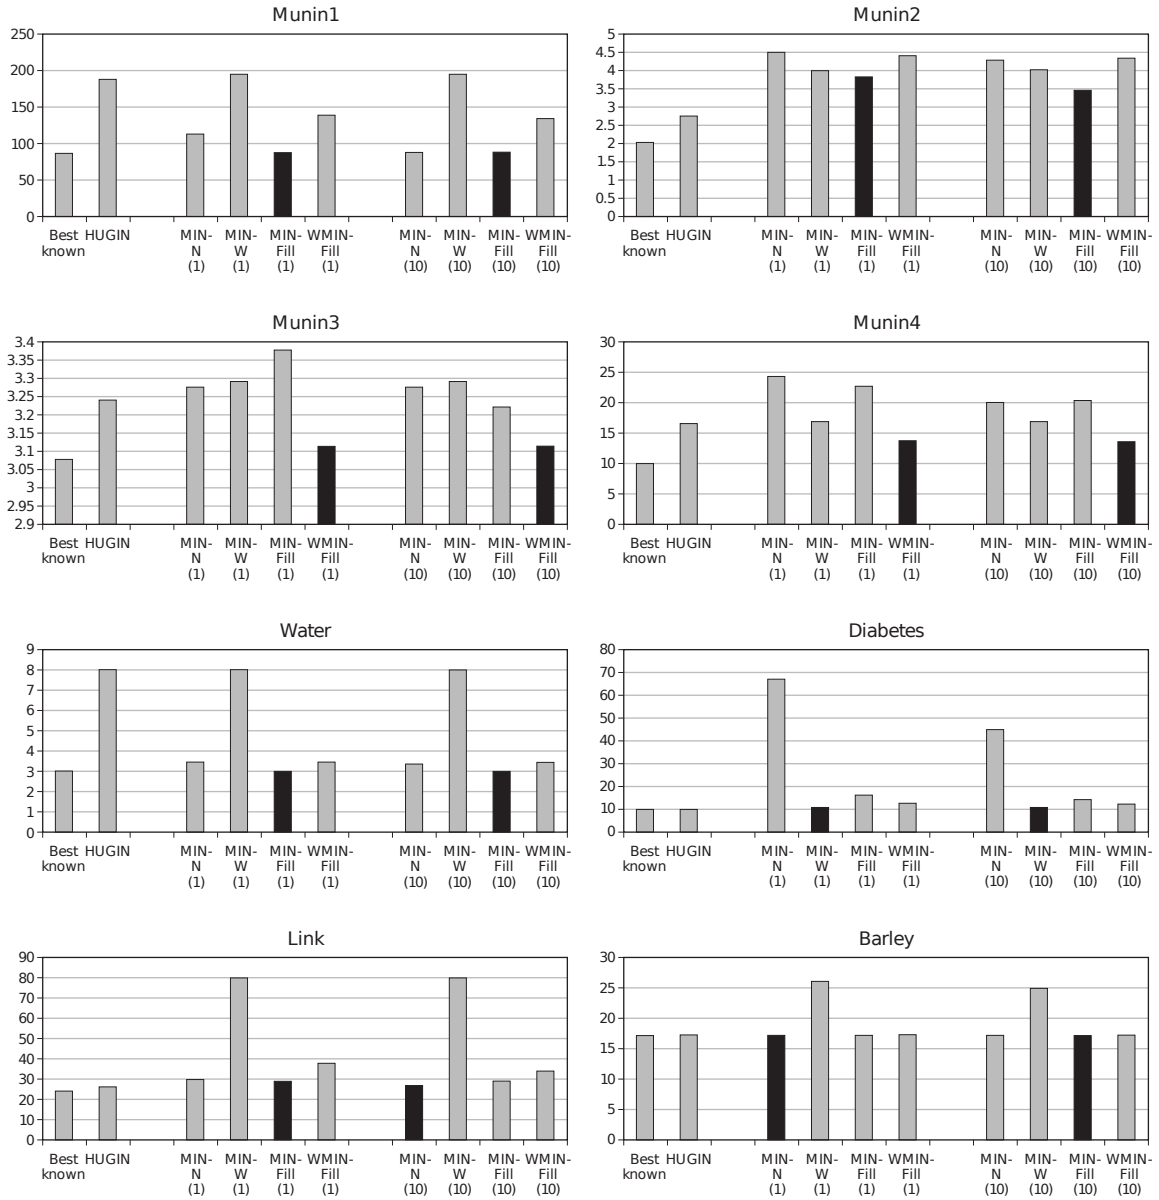 Munin1
250
200
150
100
50
0
Best HUGIN MIN- MIN- MIN- WMIN- MIN- MIN- MIN- WMIN-
known N W Fill Fill N W Fill Fill
(1) (1) (1) (1) (10) (10) (10) (10)
Munin2
5
4.5
4
3.5
3
2.5
2
1.5
1
0.5
0
Best HUGIN MIN- MIN- MIN- WMIN- MIN- MIN- MIN- WMIN-
known N W Fill Fill N W Fill Fill
(1) (1) (1) (1) (10) (10) (10) (10)
Munin3
3.4
3.35
3.3
3.25
3.2
3.15
3.1
3.05
3
2.95
2.9
Best HUGIN MIN- MIN- MIN- WMIN- MIN- MIN- MIN- WMIN-
known N W Fill Fill N W Fill Fill
(1) (1) (1) (1) (10) (10) (10) (10)
Munin4
30
25
20
15
10
5
0
Best HUGIN MIN- MIN- MIN- WMIN- MIN- MIN- MIN- WMIN-
known N W Fill Fill N W Fill Fill
(1) (1) (1) (1) (10) (10) (10) (10)
Water
9
8
7
6
5
4
3
2
1
0
Best HUGIN MIN- MIN- MIN- WMIN- MIN- MIN- MIN- WMIN-
known N W Fill Fill N W Fill Fill
(1) (1) (1) (1) (10) (10) (10) (10)
Diabetes
80
70
60
50
40
30
20
10
0
Best HUGIN MIN- MIN- MIN- WMIN- MIN- MIN- MIN- WMIN-
known N W Fill Fill N W Fill Fill
(1) (1) (1) (1) (10) (10) (10) (10)
Link
90
80
70
60
50
40
30
20
10
0
Best HUGIN MIN- MIN- MIN- WMIN- MIN- MIN- MIN- WMIN-
known N W Fill Fill N W Fill Fill
(1) (1) (1) (1) (10) (10) (10) (10)
Barley
30
25
20
15
10
5
0
Best HUGIN MIN- MIN- MIN- WMIN- MIN- MIN- MIN- WMIN-
known N W Fill Fill N W Fill Fill
(1) (1) (1) (1) (10) (10) (10) (10)